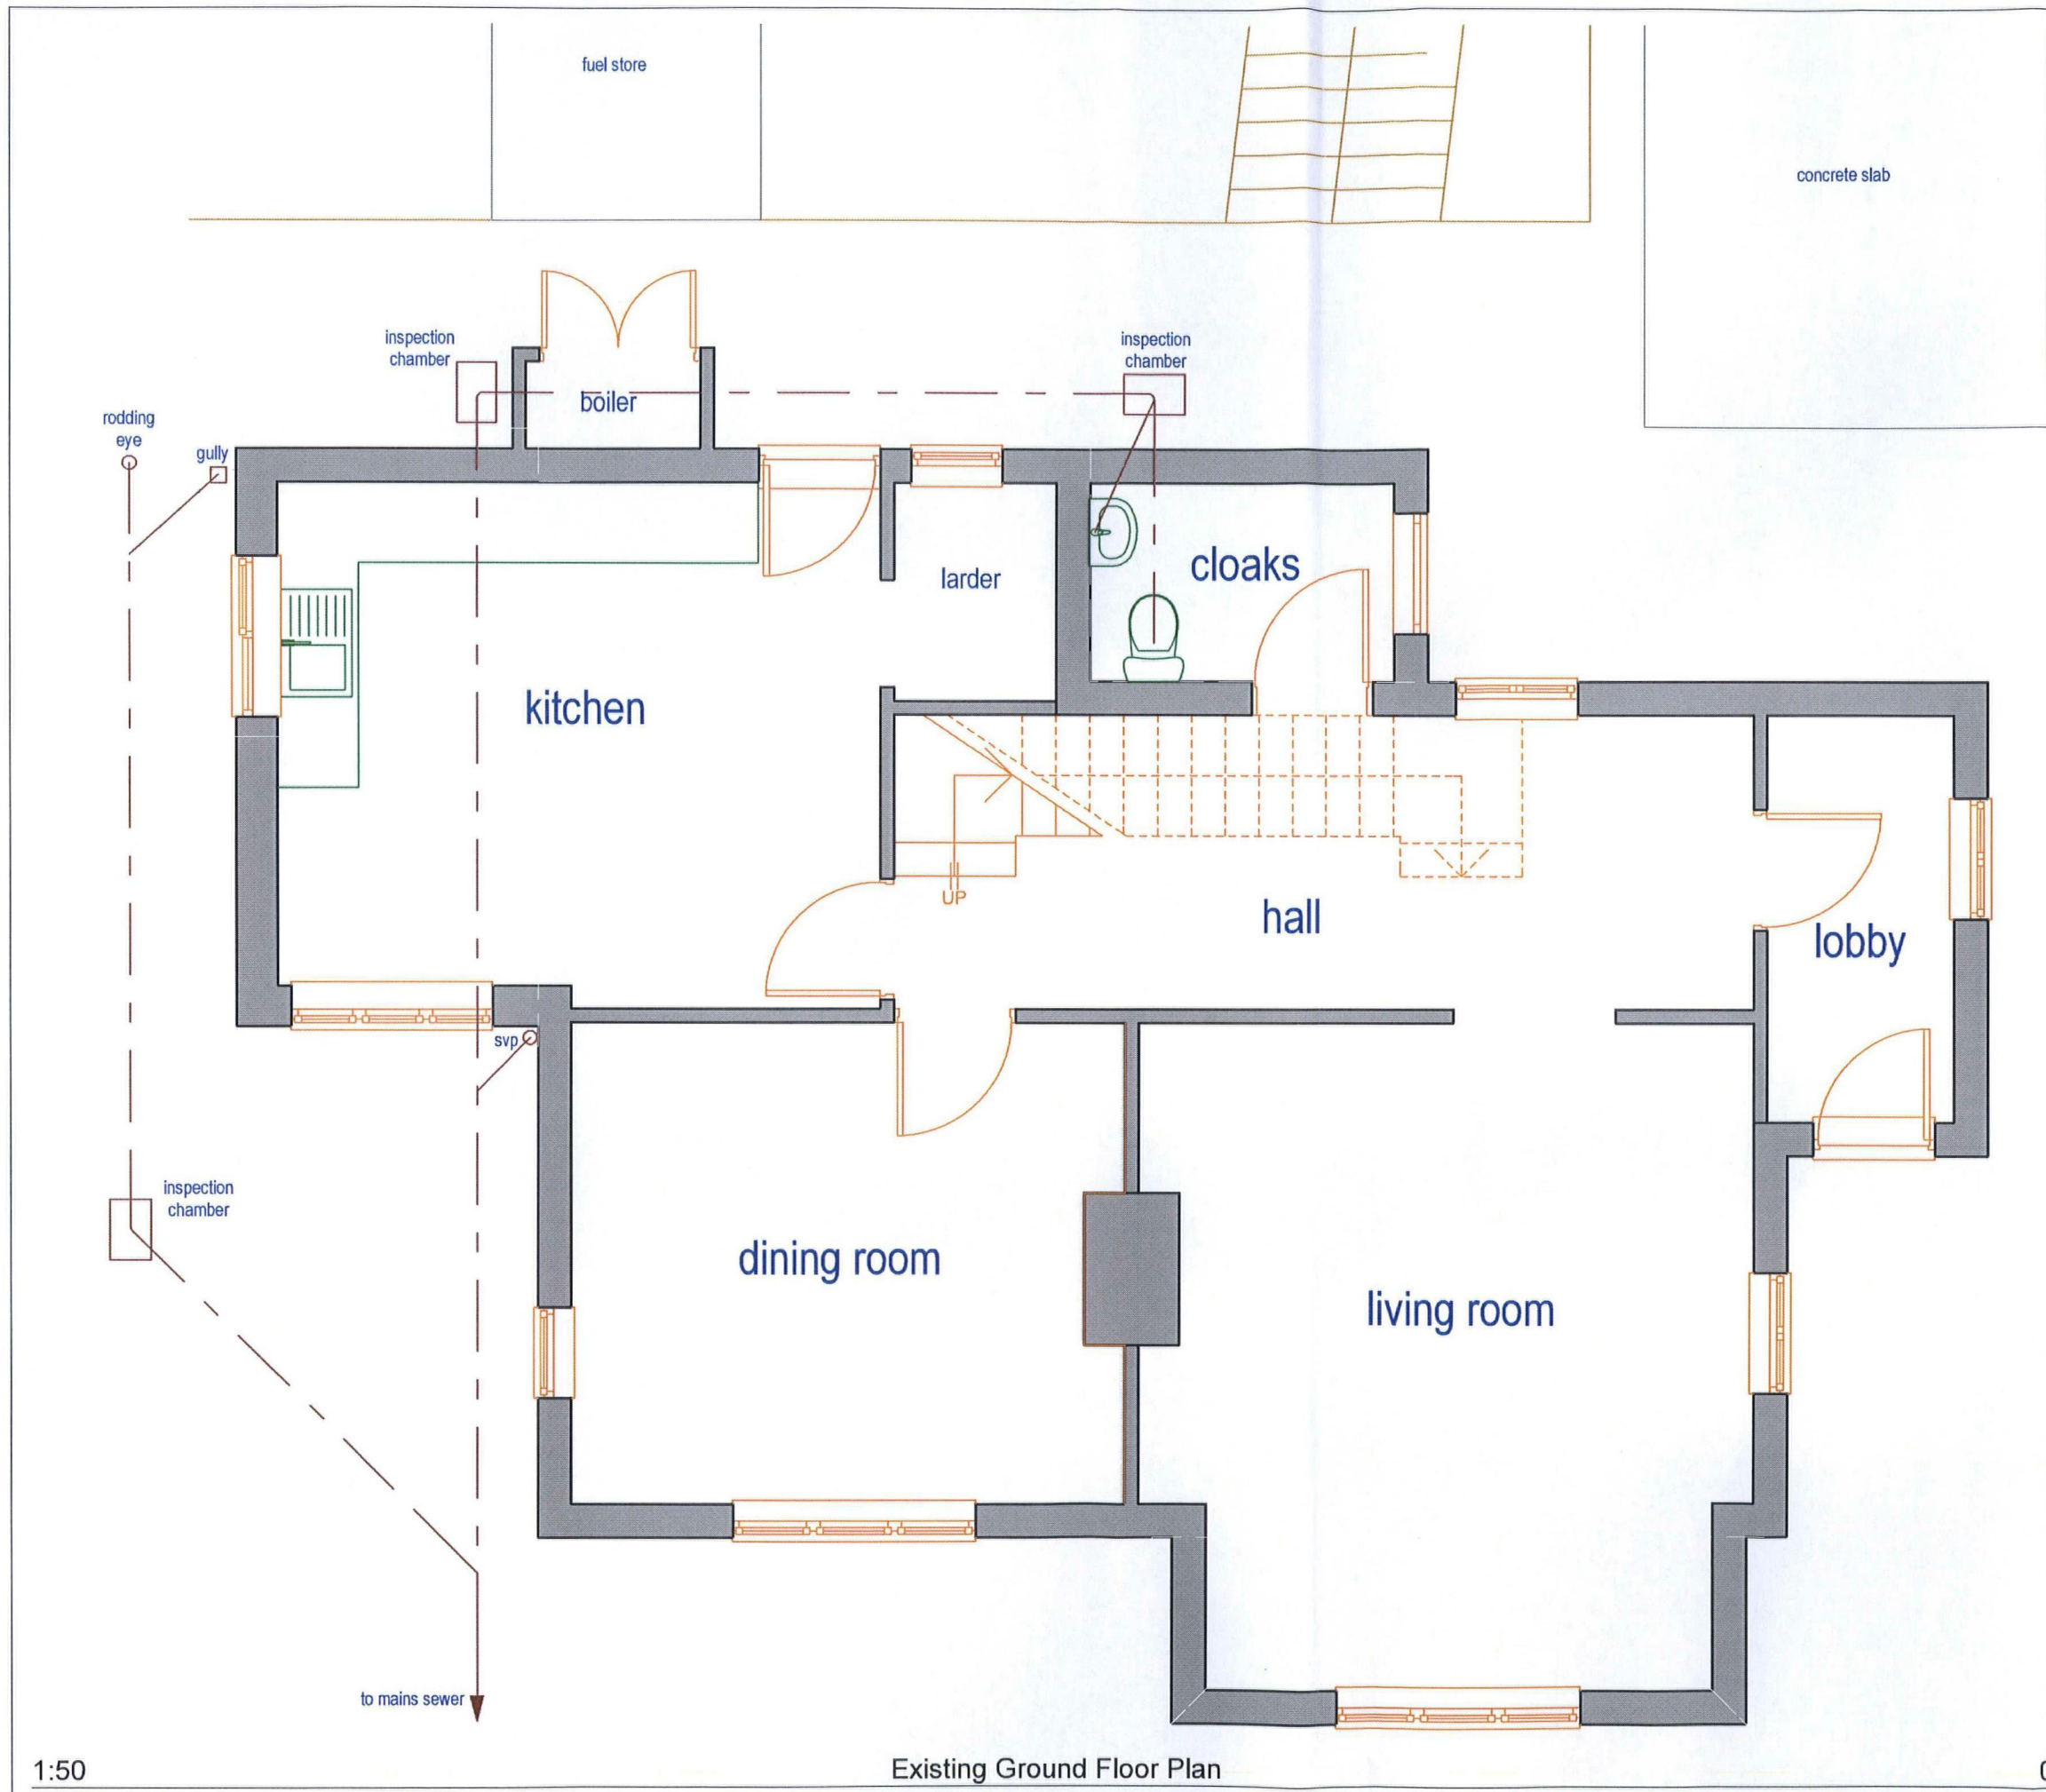 fuel store
concrete slab
inspection
chamber
inspection
chamber
boiler
rodding
eye
gully
larder
cloaks
kitchen
UP
hall
lobby
svp
inspection
chamber
dining room
living room
to mains sewer
1:50
Existing Ground Floor Plan